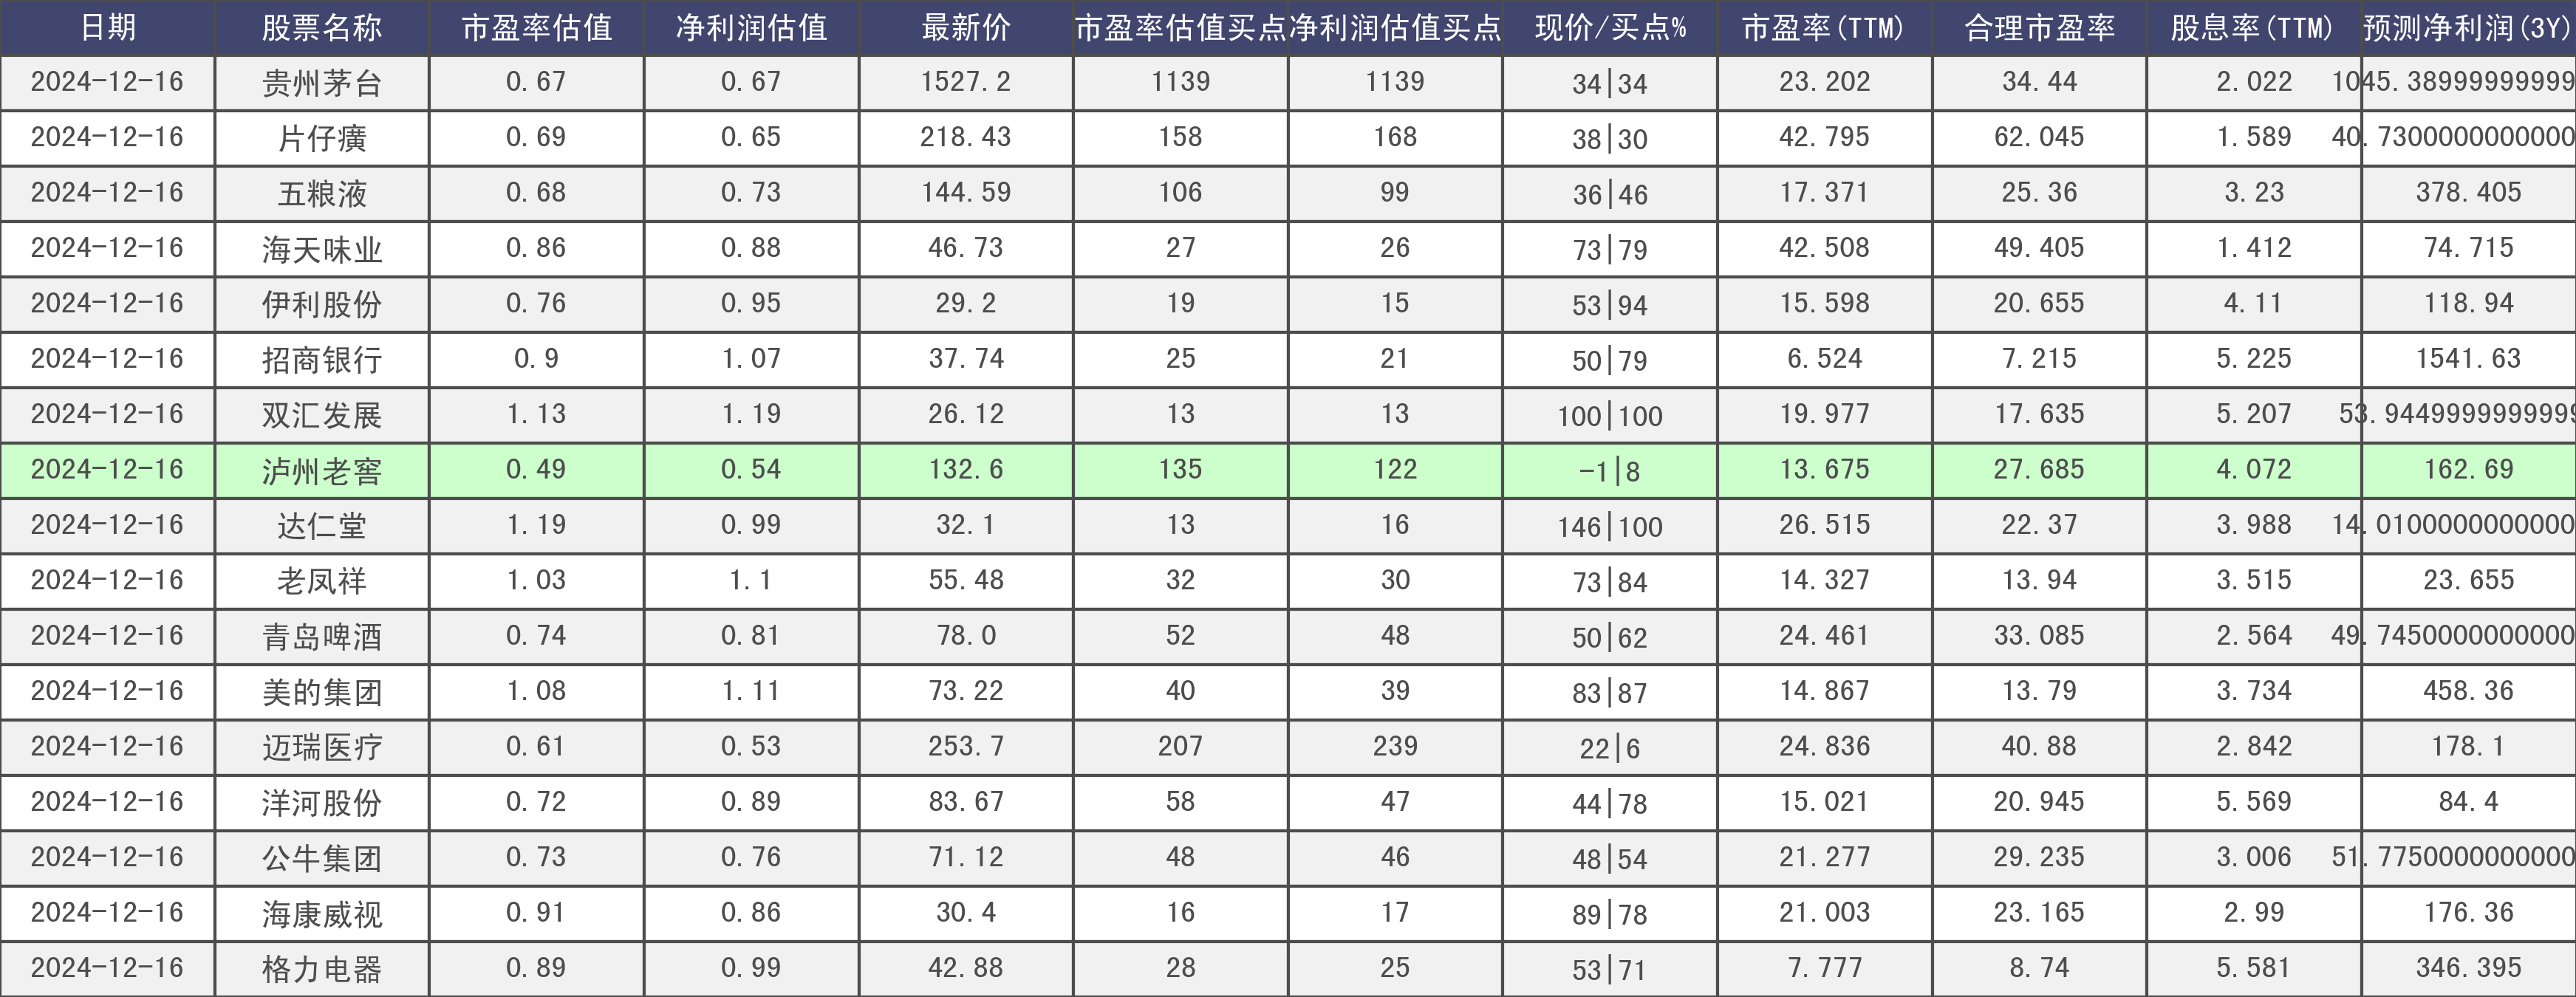 日期 股票名称 市盈率估值 净利润估值 最新价 市盈率估值买点 净利润估值买点 现价/买点% 市盈率(TTM) 合理市盈率 股息率(TTM) 预测净利润(3Y)
2024-12-16 贵州茅台 0.67 0.67 1527.2 1139 1139 34|34 23.202 34.44 2.022 1045.38999999999
2024-12-16 片仔癀 0.69 0.65 218.43 158 168 38|30 42.795 62.045 1.589 40.7300000000000
2024-12-16 五粮液 0.68 0.73 144.59 106 99 36|46 17.371 25.36 3.23 378.405
2024-12-16 海天味业 0.86 0.88 46.73 27 26 73|79 42.508 49.405 1.412 74.715
2024-12-16 伊利股份 0.76 0.95 29.2 19 15 53|94 15.598 20.655 4.11 118.94
2024-12-16 招商银行 0.9 1.07 37.74 25 21 50|79 6.524 7.215 5.225 1541.63
2024-12-16 双汇发展 1.13 1.19 26.12 13 13 100|100 19.977 17.635 5.207 53.9449999999999
2024-12-16 泸州老窖 0.49 0.54 132.6 135 122 -1|8 13.675 27.685 4.072 162.69
2024-12-16 达仁堂 1.19 0.99 32.1 13 16 146|100 26.515 22.37 3.988 14.0100000000000
2024-12-16 老凤祥 1.03 1.1 55.48 32 30 73|84 14.327 13.94 3.515 23.655
2024-12-16 青岛啤酒 0.74 0.81 78.0 52 48 50|62 24.461 33.085 2.564 49.7450000000000
2024-12-16 美的集团 1.08 1.11 73.22 40 39 83|87 14.867 13.79 3.734 458.36
2024-12-16 迈瑞医疗 0.61 0.53 253.7 207 239 22|6 24.836 40.88 2.842 178.1
2024-12-16 洋河股份 0.72 0.89 83.67 58 47 44|78 15.021 20.945 5.569 84.4
2024-12-16 公牛集团 0.73 0.76 71.12 48 46 48|54 21.277 29.235 3.006 51.7750000000000
2024-12-16 海康威视 0.91 0.86 30.4 16 17 89|78 21.003 23.165 2.99 176.36
2024-12-16 格力电器 0.89 0.99 42.88 28 25 53|71 7.777 8.74 5.581 346.395